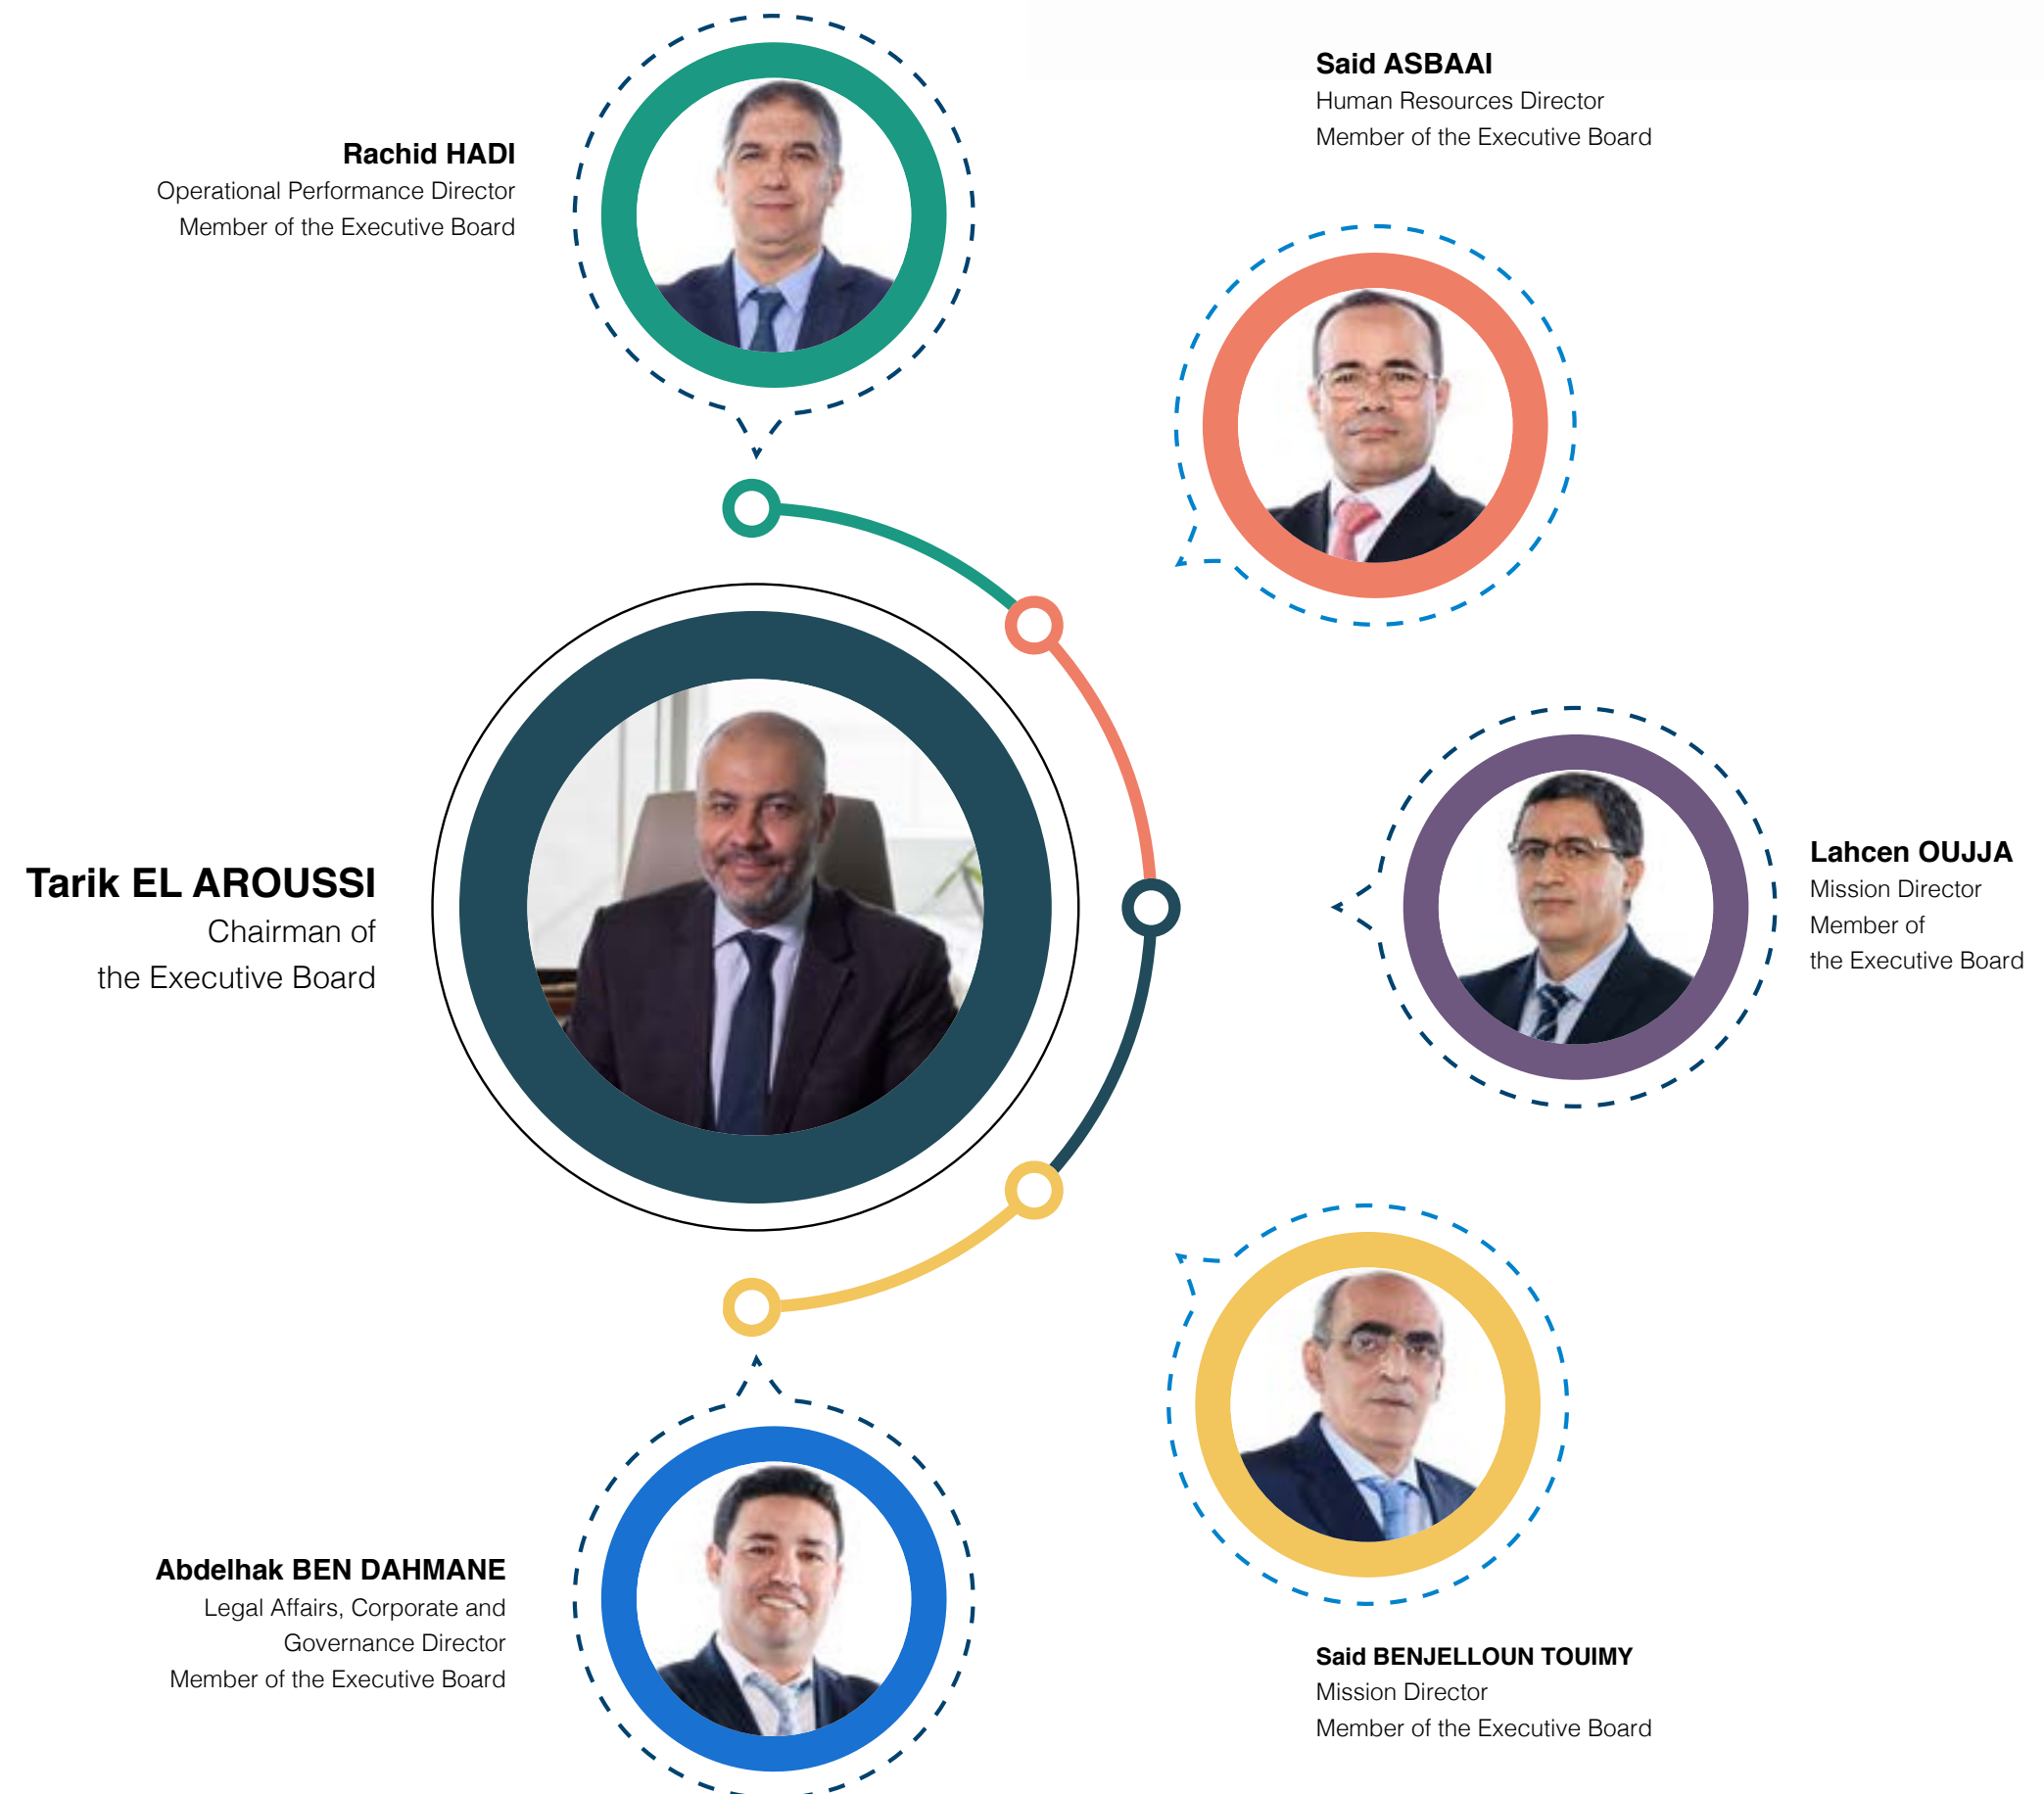 Said ASBAAI
Human Resources Director
Member of the Executive Board
Rachid HADI
Operational Performance Director
Member of the Executive Board
Tarik EL AROUSSI
Chairman of
the Executive Board
Lahcen OUJJA
Mission Director
Member of
the Executive Board
Abdelhak BEN DAHMANE
Legal Affairs, Corporate and
Governance Director
Member of the Executive Board
Said BENJELLOUN TOUIMY
Mission Director
Member of the Executive Board